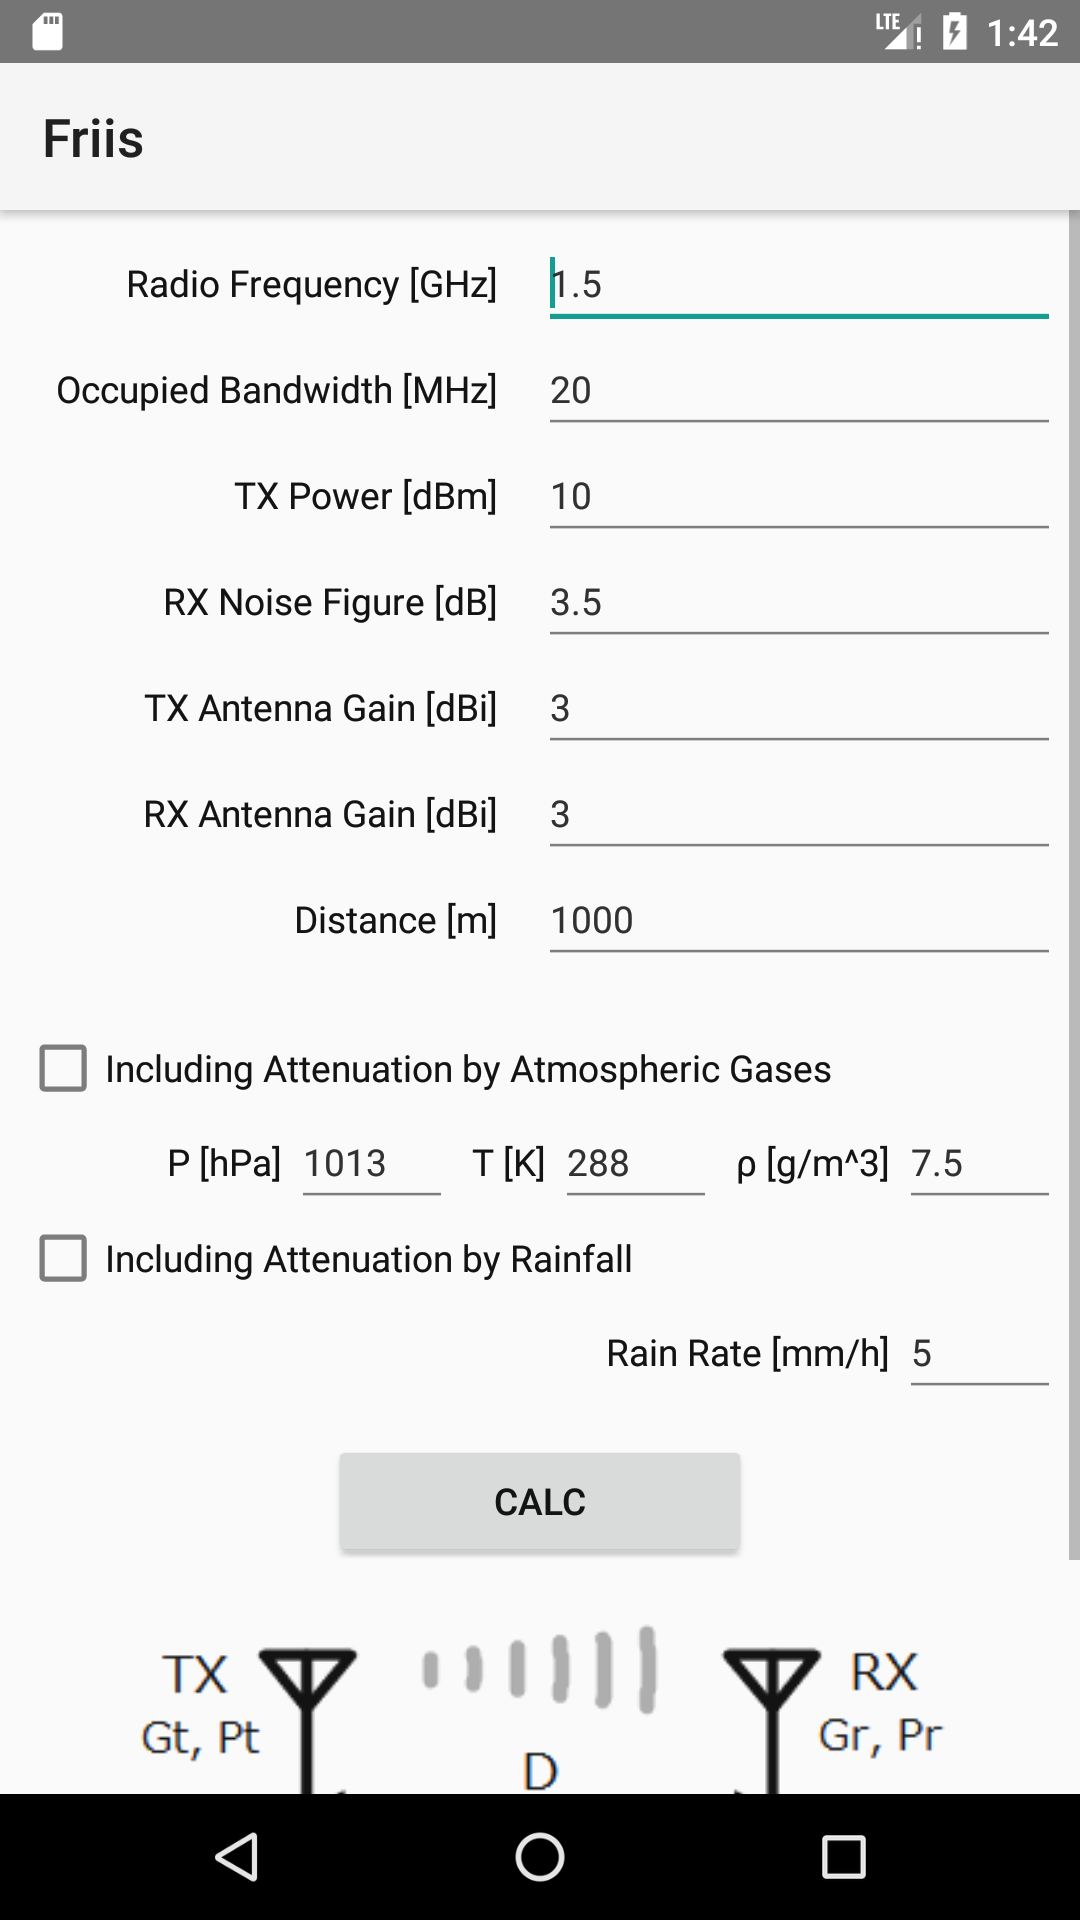 LTE 1:42
Friis
Radio Frequency [GHz] 1.5
Occupied Bandwidth [MHz] 20
TX Power [dBm] 10
RX Noise Figure [dB] 3.5
TX Antenna Gain [dBi] 3
RX Antenna Gain [dBi] 3
Distance [m] 1000
Including Attenuation by Atmospheric Gases
P [hPa] 1013 T [K] 288 ρ [g/m^3] 7.5
Including Attenuation by Rainfall
Rain Rate [mm/h] 5
CALC
TX RX
Gt, Pt Gr, Pr
D